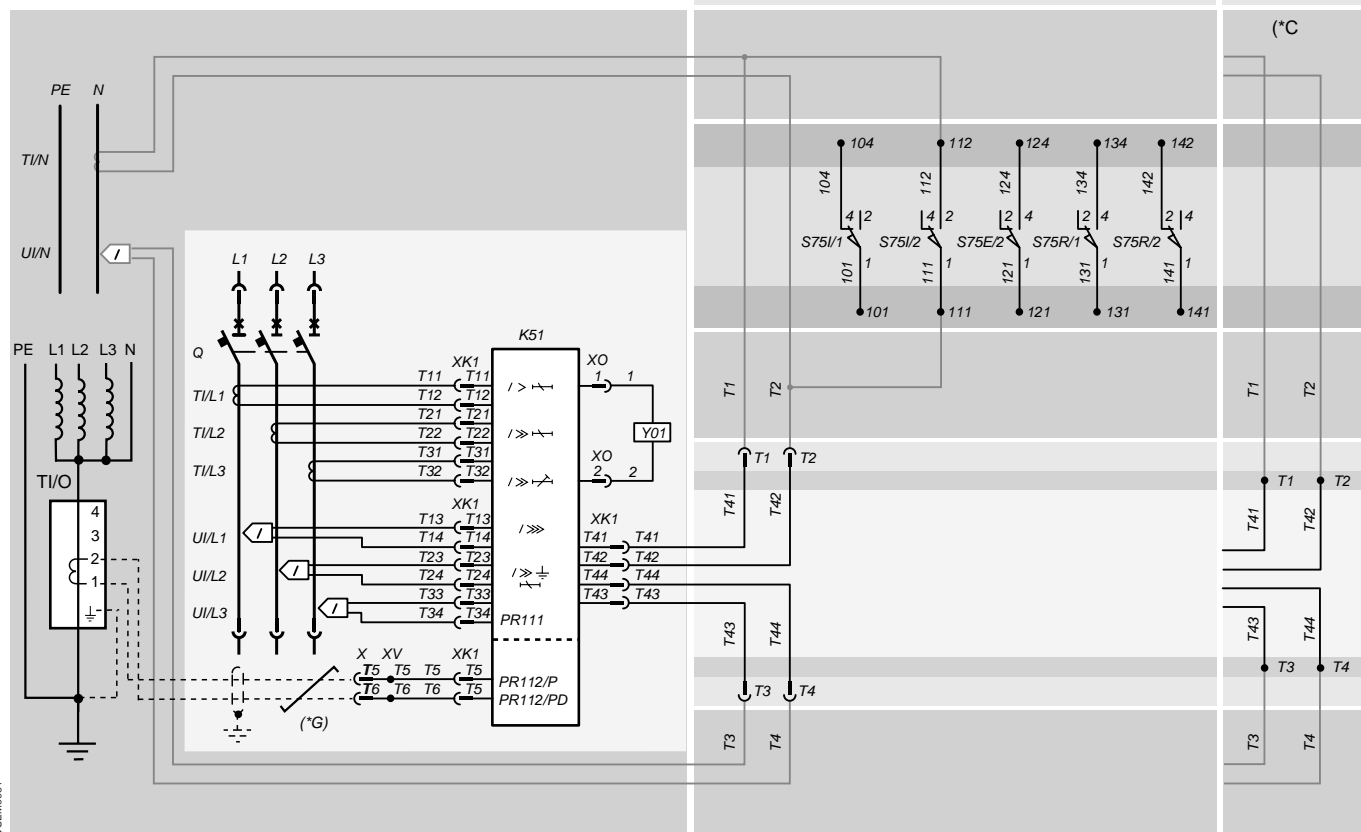 (*C
PE N
TI/N
UI/N
104 112 124 134 142
104 112 124 134 142
4 2 4 2 2 4 2 4 2 4
S75I/1 S75I/2 S75E/2 S75R/1 S75R/2
101 1 111 1 121 1 131 1 141 1
101 111 121 131 141
L1 L2 L3
PE L1 L2 L3 N
Q
K51
TI/L1
TI/L2
TI/L3
XK1
T11 T11
T12 T12
T21 T21
T22 T22
T31 T31
T32 T32
I >
I >>
I >>
XO
1 1
Y01
XO
2 2
T1 T2
T1 T2
T1 T2
T41 T42
T1 T2
T41 T42
TI/O
4
3
2
1
UI/L1
UI/L2
UI/L3
I
I
I
I
XK1
T13 T13
T14 T14
T23 T23
T24 T24
T33 T33
T34 T34
I >>>
I >>
PR111
XK1
T41 T41
T42 T42
T44 T44
T43 T43
T43 T44
T43 T44
T3 T4
T3 T4
X XV XK1
T5 T5 T5 T5
T6 T6 T6 T5
PR112/P
PR112/PD
(*G)
T3 T4
T3 T4